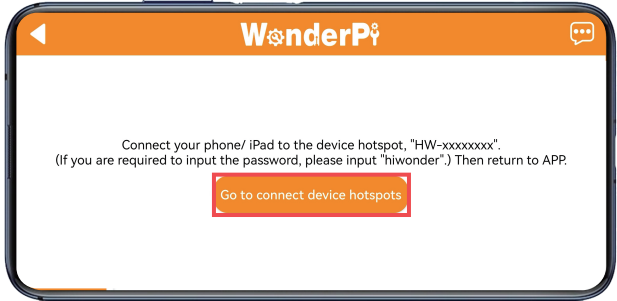 WonderPi
Connect your phone/ iPad to the device hotspot, "HW-xxxxxxxx".
(If you are required to input the password, please input "hiwonder".) Then return to APP.
Go to connect device hotspots